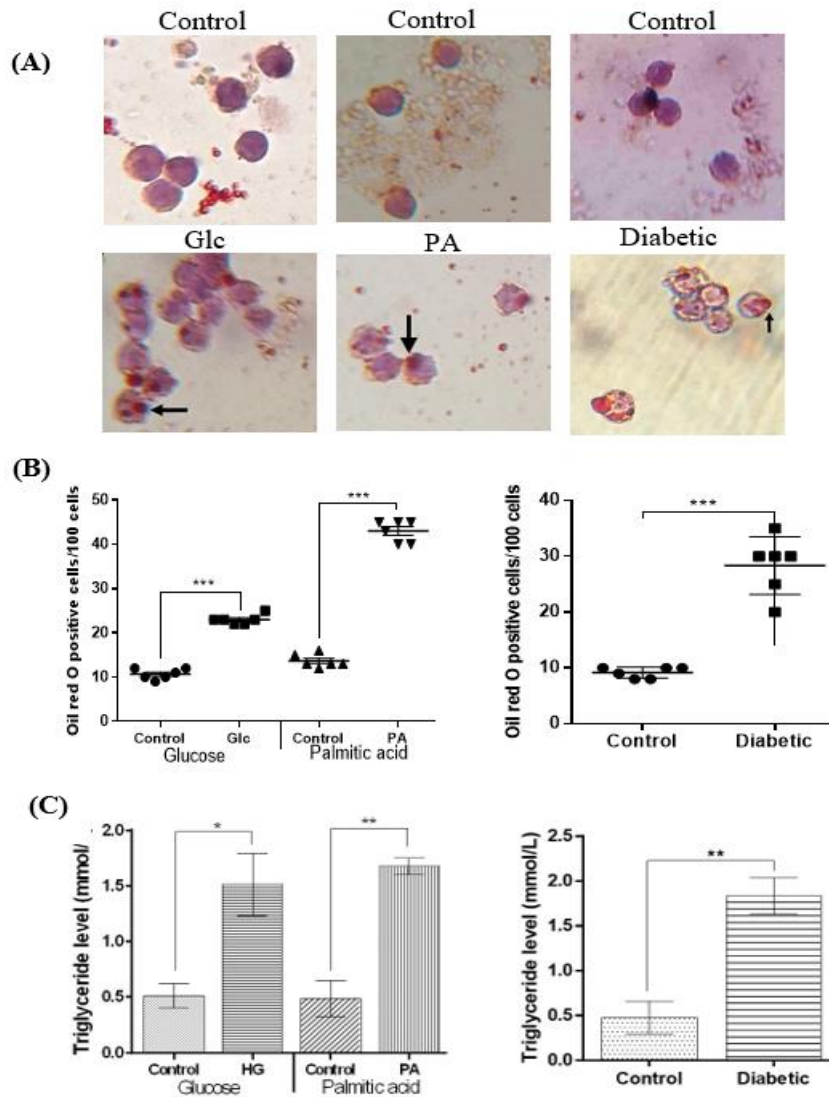 (A)
Control Control Control
Glc PA Diabetic
(B)
Oil red O positive cells/100 cells
50
40
30
20
10
0
***
***
Control Glc Control PA
Glucose Palmitic acid
Oil red O positive cells/100 cells
40
30
20
10
0
***
Control Diabetic
(C)
Triglyceride level (mmol/
2.0
1.5
1.0
0.5
0.0
*
**
Control HG Control PA
Glucose Palmitic acid
Triglyceride level (mmol/L)
2.5
2.0
1.5
1.0
0.5
0.0
**
Control Diabetic